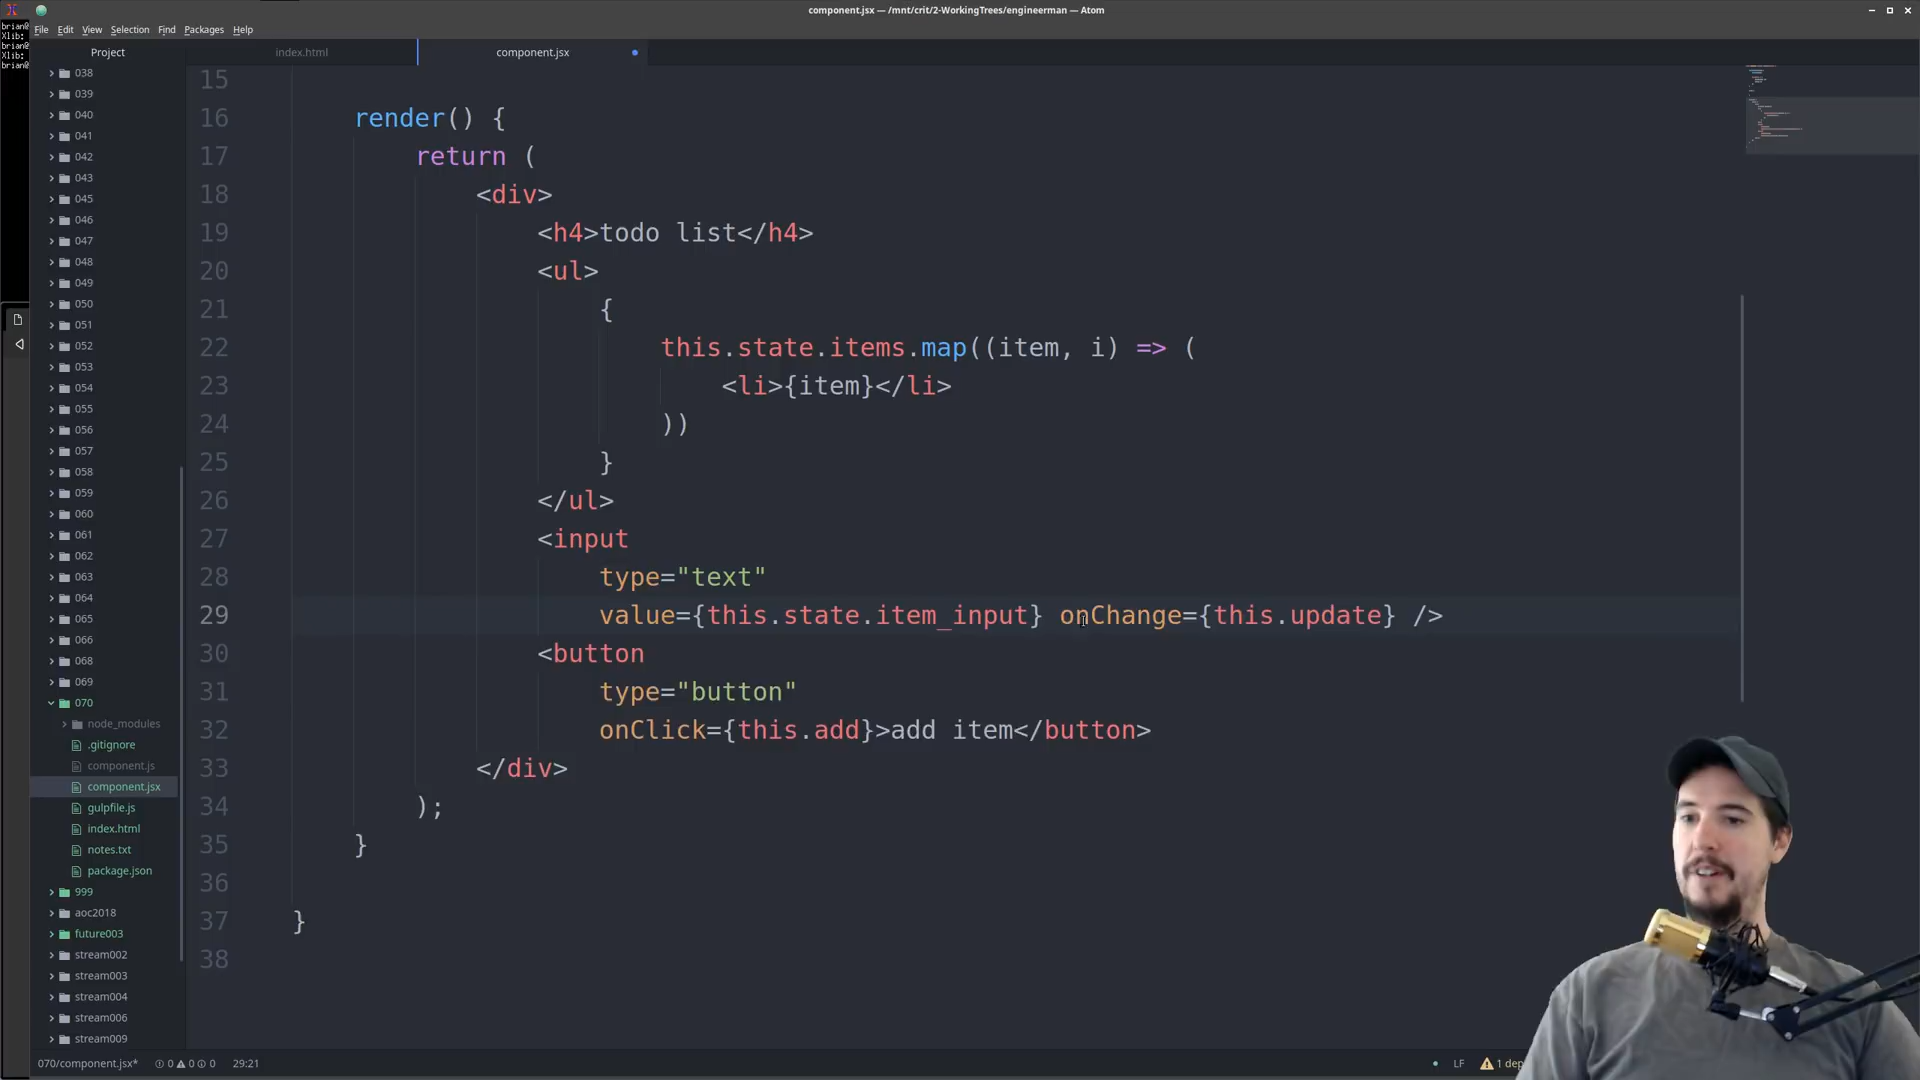 component.jsx — /mnt/crit/2-WorkingTrees/engineerman — Atom
File Edit View Selection Find Packages Help
brian@
Xlib:
brian@
Xlib:
brian@
Project
index.html
component.jsx
038
039
040
041
042
043
045
046
047
048
049
050
051
052
053
054
055
056
057
058
059
060
061
062
063
064
065
066
068
069
070
node_modules
.gitignore
component.js
component.jsx
gulpfile.js
index.html
notes.txt
package.json
999
aoc2018
future003
stream002
stream003
stream004
stream006
stream009
15
16 render() {
17 return (
18 <div>
19 <h4>todo list</h4>
20 <ul>
21 {
22 this.state.items.map((item, i) => (
23 <li>{item}</li>
24 ))
25 }
26 </ul>
27 <input
28 type="text"
29 value={this.state.item_input} onChange={this.update} />
30 <button
31 type="button"
32 onClick={this.add}>add item</button>
33 </div>
34 );
35 }
36
37 }
38
070/component.jsx* 0 0 0 29:21
LF 1 dep